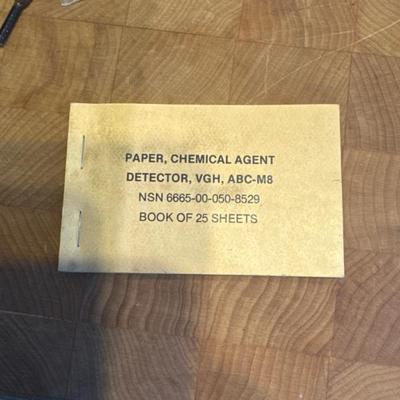 PAPER, CHEMICAL AGENT
DETECTOR, VGH, ABC-M8
NSN 6665-00-050-8529
BOOK OF 25 SHEETS